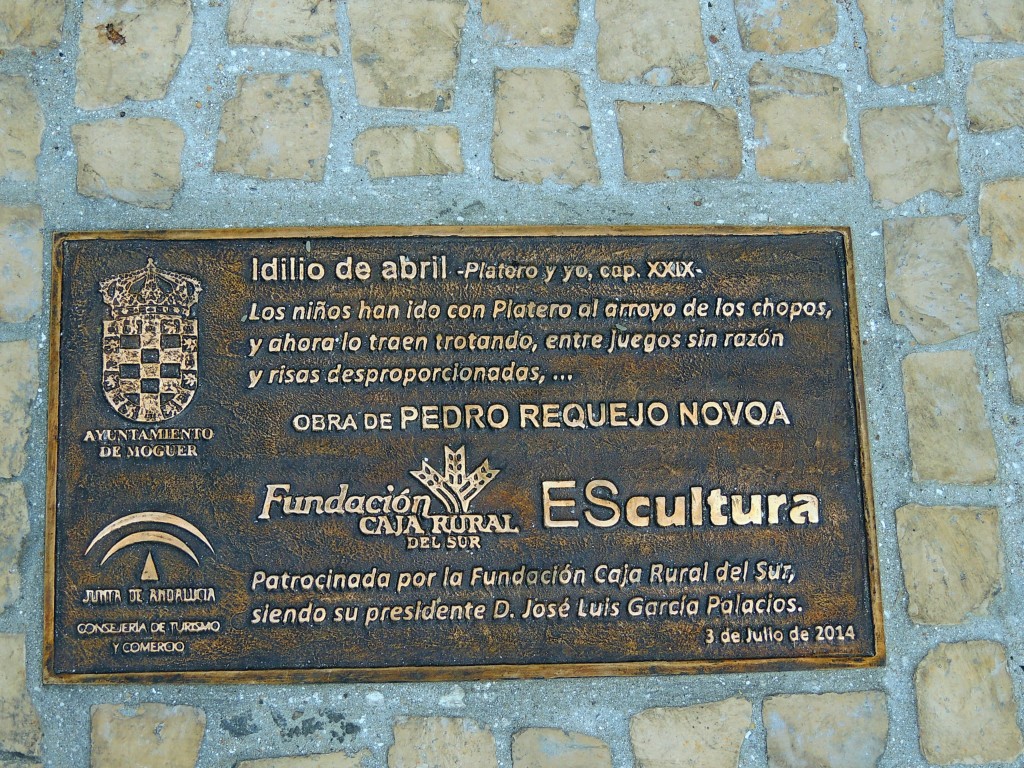 Idilio de abril -Platero y yo, cap. XXIX-
Los niños han ido con Platero al arroyo de los chopos,
y ahora lo traen trotando, entre juegos sin razón
y risas desproporcionadas, ...
OBRA DE PEDRO REQUEJO NOVOA
AYUNTAMIENTO
DE MOGUER
Fundación
CAJA RURAL
DEL SUR
EScultura
JUNTA DE ANDALUCIA
CONSEJERÍA DE TURISMO
Y COMERCIO
Patrocinada por la Fundación Caja Rural del Sur,
siendo su presidente D. José Luis García Palacios.
3 de Julio de 2014